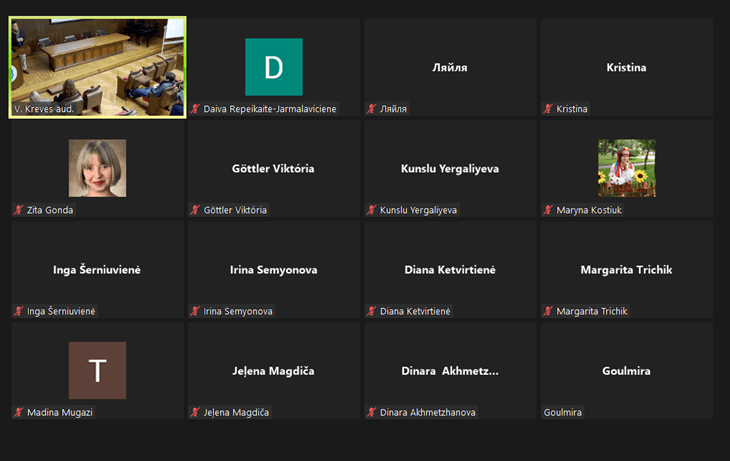 V. Krevės aud.
D
Daiva Repeikaite-Jarmalaviciene
Ляйля
Ляйля
Kristina
Kristina
Zita Gonda
Göttler Viktória
Göttler Viktória
Kunslu Yergaliyeva
Kunslu Yergaliyeva
Maryna Kostiuk
Inga Šerniuvienė
Inga Šerniuvienė
Irina Semyonova
Irina Semyonova
Diana Ketvirtienė
Diana Ketvirtienė
Margarita Trichik
Margarita Trichik
T
Madina Mugazi
Jeļena Magdiča
Jeļena Magdiča
Dinara Akhmetz...
Dinara Akhmetzhanova
Goulmira
Goulmira